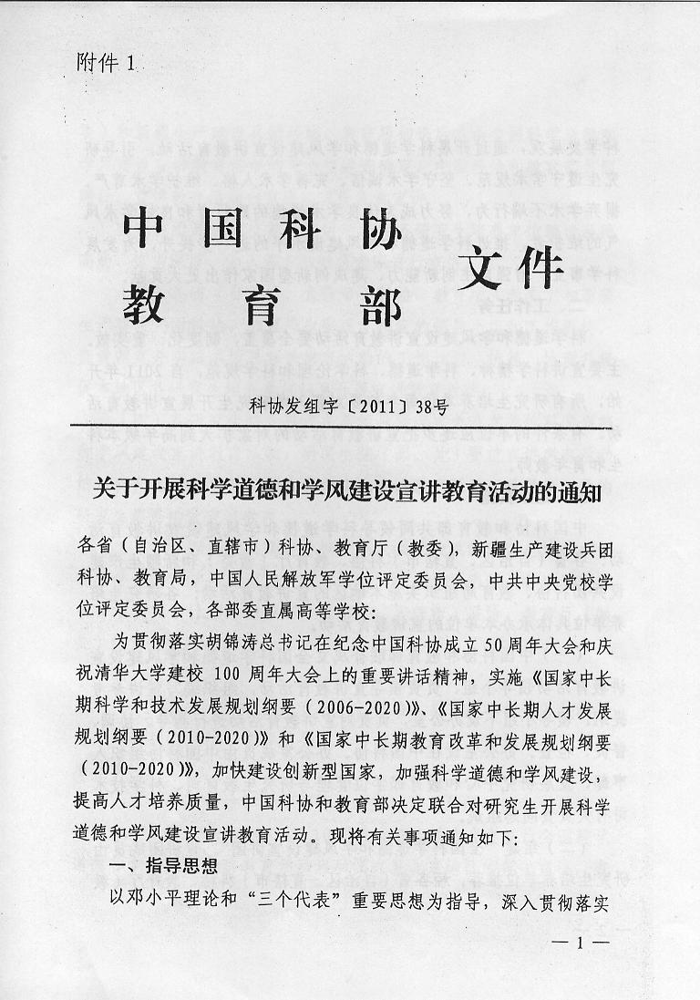 附件 1
中国科协
教育部
文件
科协发组字〔2011〕38号
关于开展科学道德和学风建设宣讲教育活动的通知
各省（自治区、直辖市）科协、教育厅（教委），新疆生产建设兵团
科协、教育局，中国人民解放军学位评定委员会，中共中央党校学
位评定委员会，各部委直属高等学校：
为贯彻落实胡锦涛总书记在纪念中国科协成立 50 周年大会和庆
祝清华大学建校 100 周年大会上的重要讲话精神，实施《国家中长
期科学和技术发展规划纲要（2006-2020）》、《国家中长期人才发展
规划纲要（2010-2020）》和《国家中长期教育改革和发展规划纲要
（2010-2020）》，加快建设创新型国家，加强科学道德和学风建设，
提高人才培养质量，中国科协和教育部决定联合对研究生开展科学
道德和学风建设宣讲教育活动。现将有关事项通知如下：
一、指导思想
以邓小平理论和“三个代表”重要思想为指导，深入贯彻落实
— 1 —